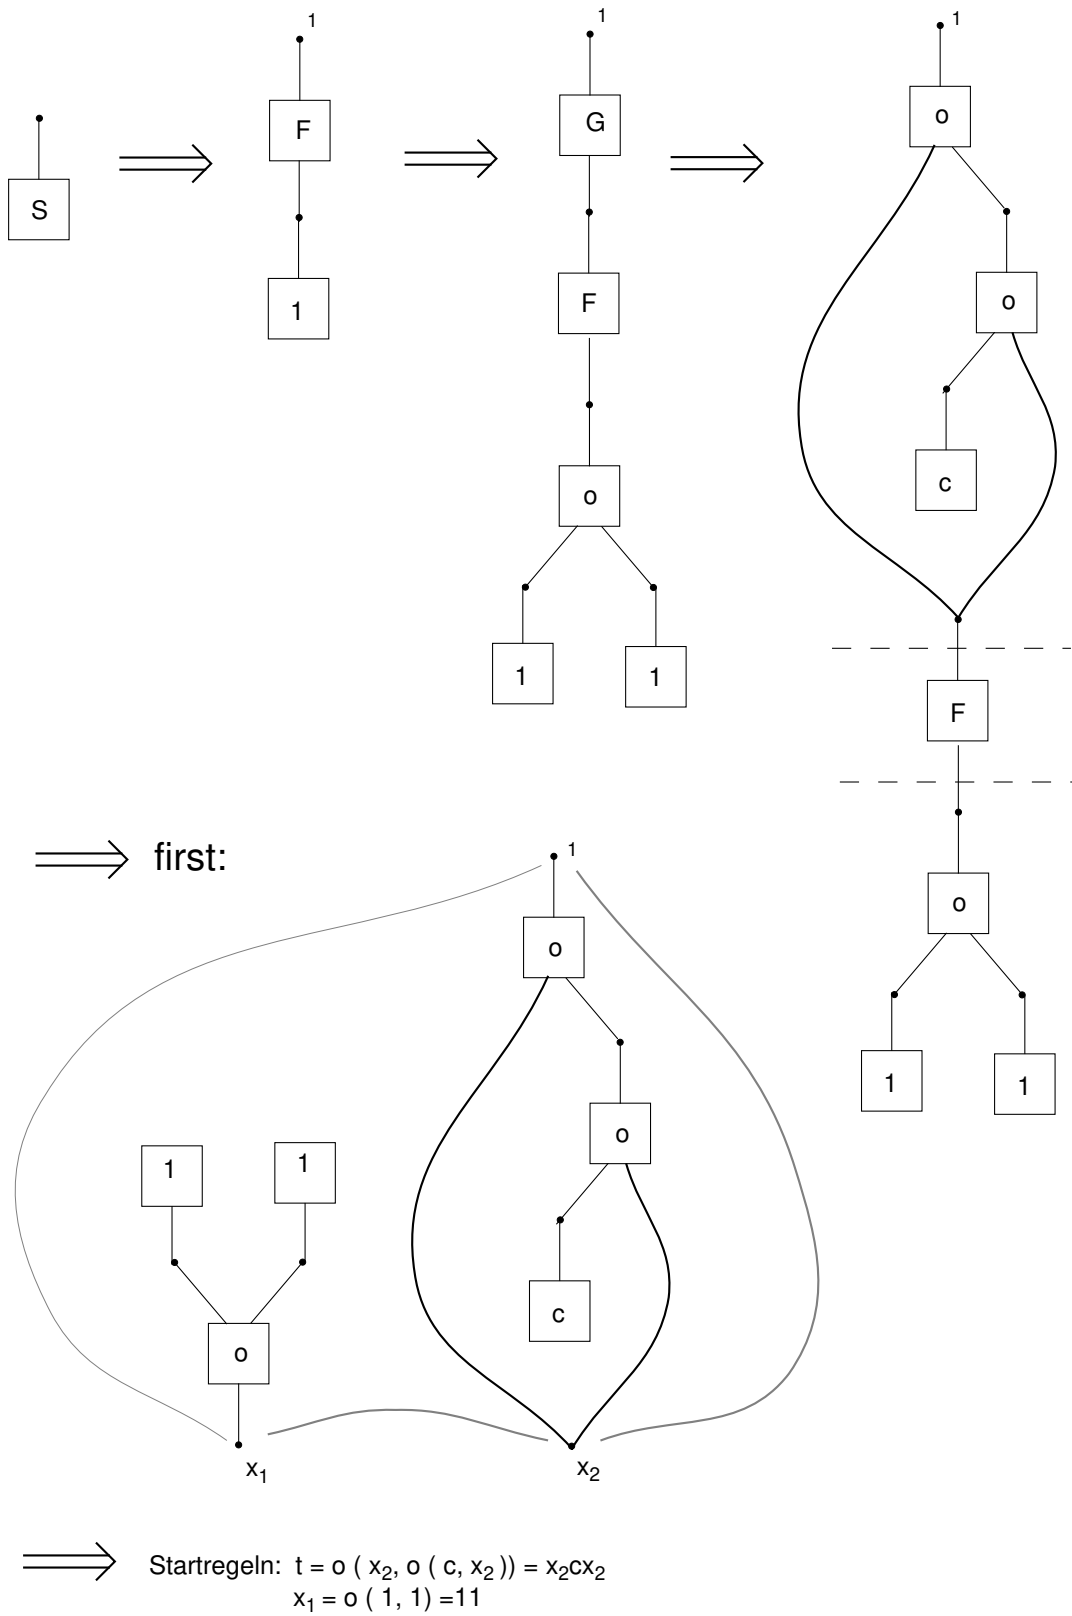 1
F
S
1
1
G
F
o
1
1
1
o
o
c
F
o
1
1
first:
1
o
o
c
1
1
o
x₁
x₂
Startregeln: t = o ( x₂, o ( c, x₂ )) = x₂cx₂
x₁ = o ( 1, 1) =11